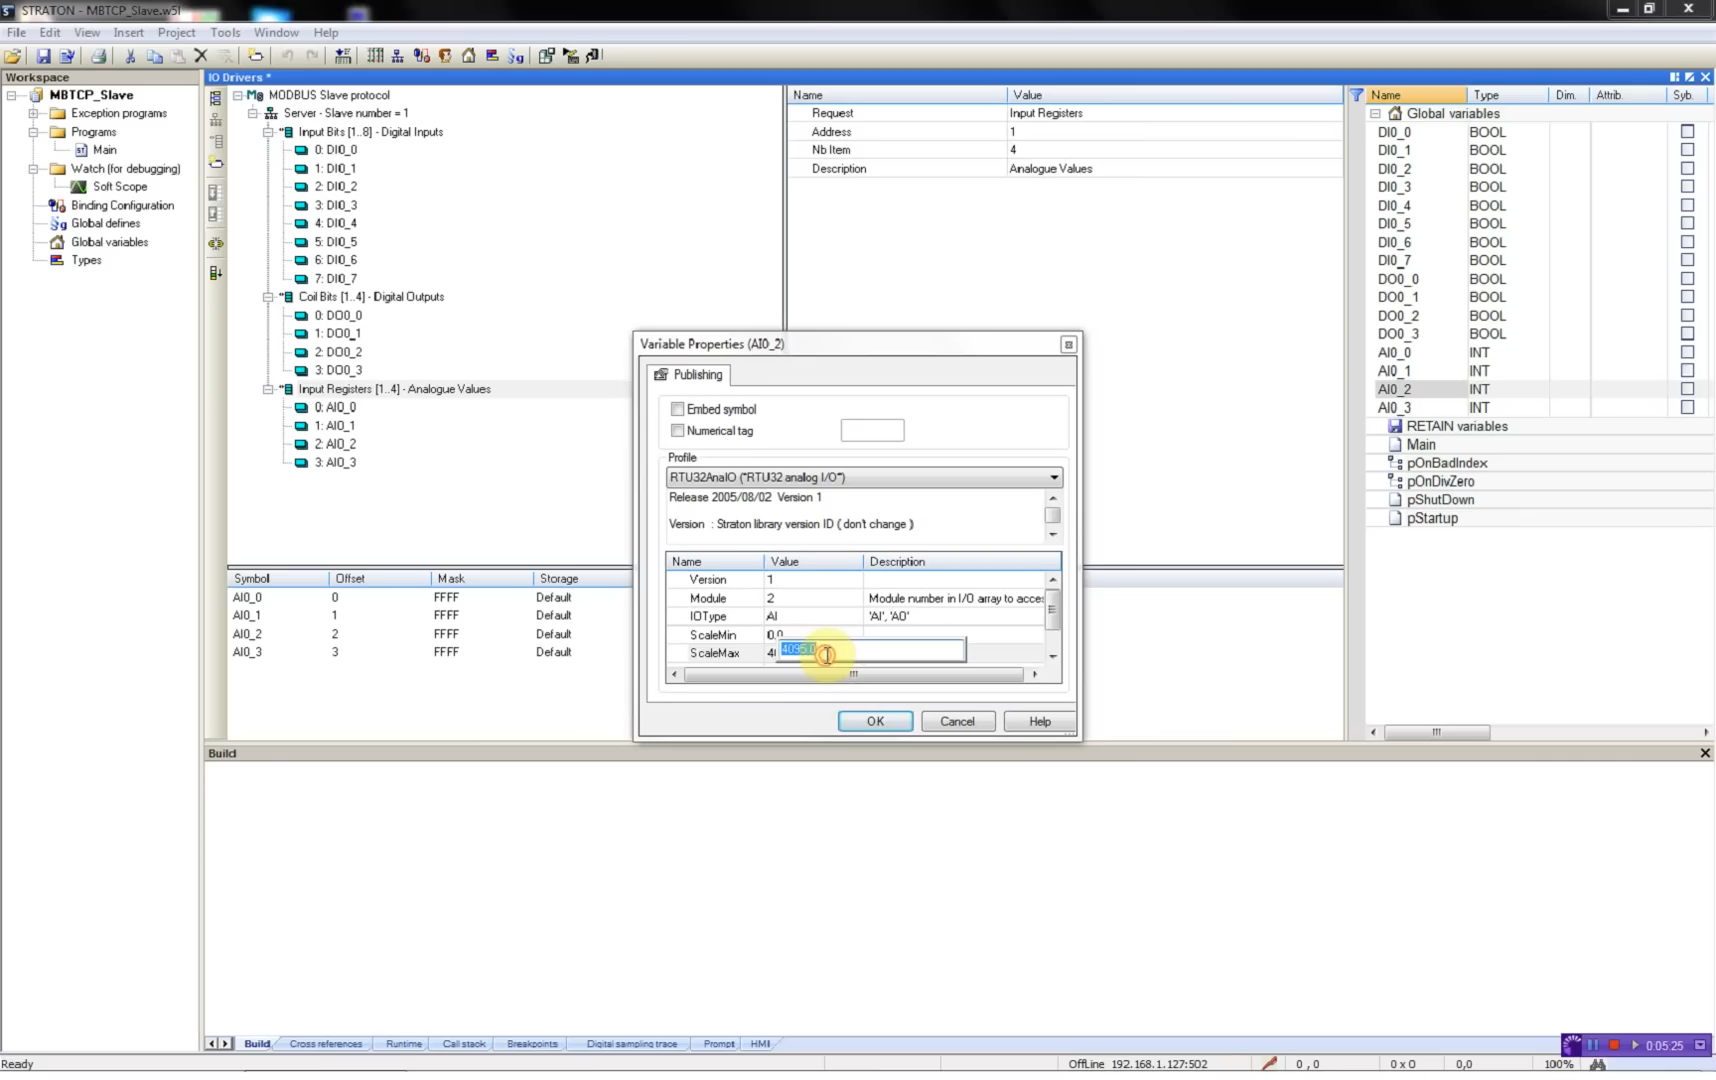 STRATON - MBTCP_Slave.w5l
File Edit View Insert Project Tools Window Help
Workspace
MBTCP_Slave
Exception programs
Programs
Main
Watch (for debugging)
Soft Scope
Binding Configuration
Global defines
Global variables
Types
IO Drivers *
MODBUS Slave protocol
Server - Slave number = 1
Input Bits [1..8] - Digital Inputs
0: DI0_0
1: DI0_1
2: DI0_2
3: DI0_3
4: DI0_4
5: DI0_5
6: DI0_6
7: DI0_7
Coil Bits [1..4] - Digital Outputs
0: DO0_0
1: DO0_1
2: DO0_2
3: DO0_3
Input Registers [1..4] - Analogue Values
0: AI0_0
1: AI0_1
2: AI0_2
3: AI0_3
Name Value
Request Input Registers
Address 1
Nb Item 4
Description Analogue Values
Symbol Offset Mask Storage
AI0_0 0 FFFF Default
AI0_1 1 FFFF Default
AI0_2 2 FFFF Default
AI0_3 3 FFFF Default
Variable Properties (AI0_2)
Publishing
Embed symbol
Numerical tag
Profile
RTU32AnaIO ("RTU32 analog I/O")
Release 2005/08/02 Version 1
Version : Straton library version ID ( don't change )
Name Value Description
Version 1
Module 2 Module number in I/O array to acces
IOType AI 'AI', 'AO'
ScaleMin 0.0
ScaleMax 4095.0
OK Cancel Help
Name Type Dim. Attrib. Syb.
Global variables
DI0_0 BOOL
DI0_1 BOOL
DI0_2 BOOL
DI0_3 BOOL
DI0_4 BOOL
DI0_5 BOOL
DI0_6 BOOL
DI0_7 BOOL
DO0_0 BOOL
DO0_1 BOOL
DO0_2 BOOL
DO0_3 BOOL
AI0_0 INT
AI0_1 INT
AI0_2 INT
AI0_3 INT
RETAIN variables
Main
pOnBadIndex
pOnDivZero
pShutDown
pStartup
Build
Build Cross references Runtime Call stack Breakpoints Digital sampling trace Prompt HMI
0:05:25
Ready OffLine 192.168.1.127:502 0 , 0 0 x 0 0,0 100%